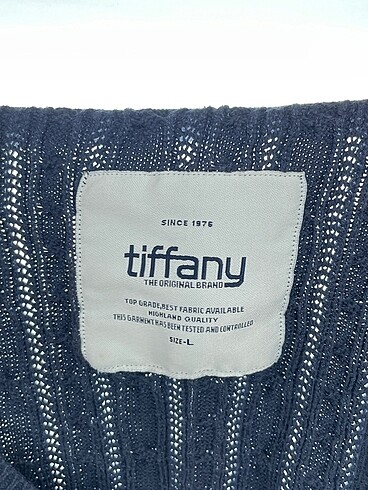 SINCE 1976
tiffany
THE ORIGINAL BRAND
TOP GRADE,BEST FABRIC AVAILABLE
HIGHLAND QUALITY
THIS GARMENT HAS BEEN TESTED AND CONTROLLED
SIZE-L